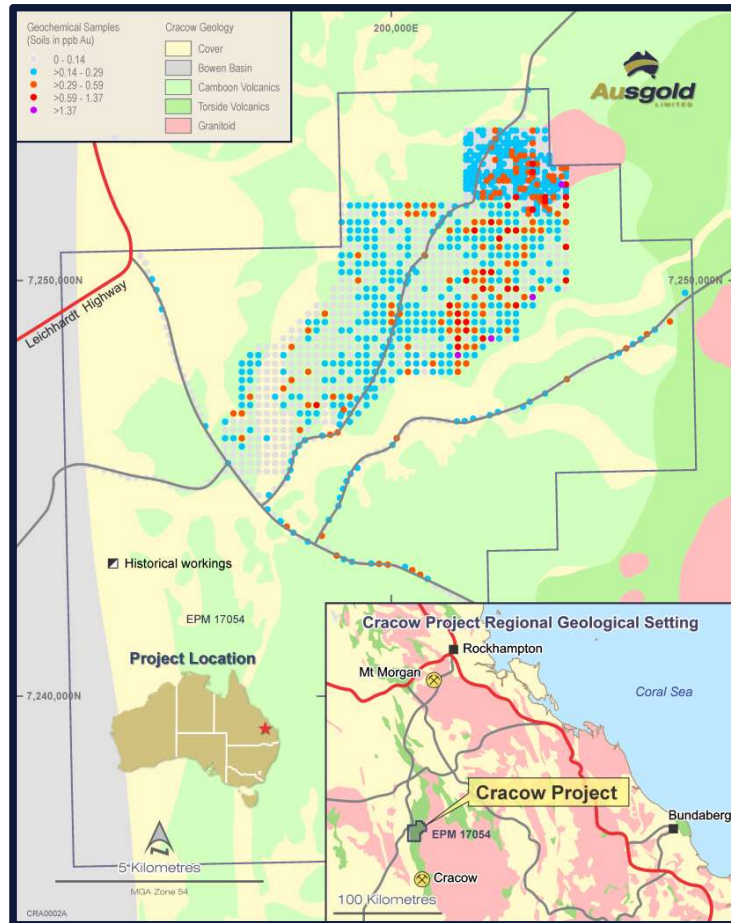 Geochemical Samples
(Soils in ppb Au)
0 - 0.14
>0.14 - 0.29
>0.29 - 0.59
>0.59 - 1.37
>1.37
Cracow Geology
Cover
Bowen Basin
Camboon Volcanics
Torside Volcanics
Granitoid
200,000E
Ausgold
LIMITED
7,250,000N
7,250,000N
Leichhardt Highway
Historical workings
EPM 17054
Project Location
7,240,000N
5 Kilometres
MGA Zone 54
CRA0002A
Cracow Project Regional Geological Setting
Rockhampton
Mt Morgan
Coral Sea
Cracow Project
EPM 17054
Bundaberg
Cracow
100 Kilometres